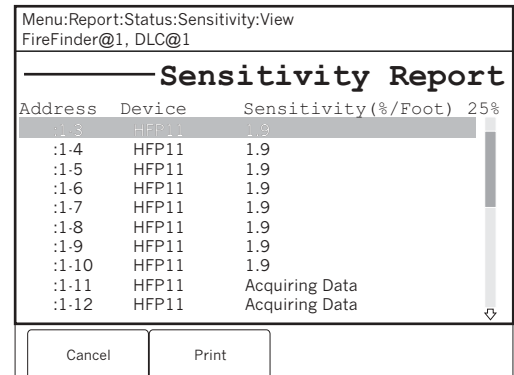 Menu:Report:Status:Sensitivity:View
FireFinder@1, DLC@1
Sensitivity Report
Address Device Sensitivity(%/Foot) 25%
:1-3 HFP11 1.9
:1-4 HFP11 1.9
:1-5 HFP11 1.9
:1-6 HFP11 1.9
:1-7 HFP11 1.9
:1-8 HFP11 1.9
:1-9 HFP11 1.9
:1-10 HFP11 1.9
:1-11 HFP11 Acquiring Data
:1-12 HFP11 Acquiring Data
Cancel Print